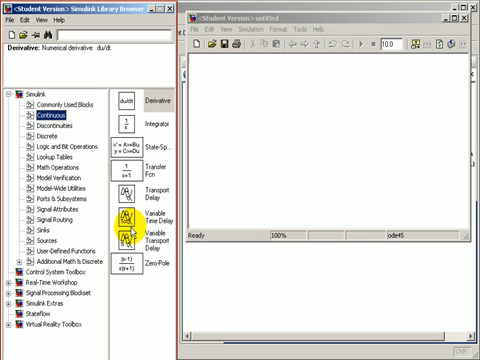 <Student Version> Simulink Library Browser
File Edit View Help
Derivative: Numerical derivative: du/dt.
Simulink
Commonly Used Blocks
Continuous
Discontinuities
Discrete
Logic and Bit Operations
Lookup Tables
Math Operations
Model Verification
Model-Wide Utilities
Ports & Subsystems
Signal Attributes
Signal Routing
Sinks
Sources
User-Defined Functions
Additional Math & Discrete
Control System Toolbox
Real-Time Workshop
Signal Processing Blockset
Simulink Extras
Stateflow
Virtual Reality Toolbox
du/dt
Derivative
1
s
Integrator
x' = Ax+Bu
y = Cx+Du
State-Sp...
1
s+1
Transfer
Fcn
Transport
Delay
Variable
Time Delay
Variable
Transport
Delay
(s-1)
s(s+1)
Zero-Pole
<Student Version> untitled
File Edit View Simulation Format Tools Help
10.0
Ready 100% ode45
OVR